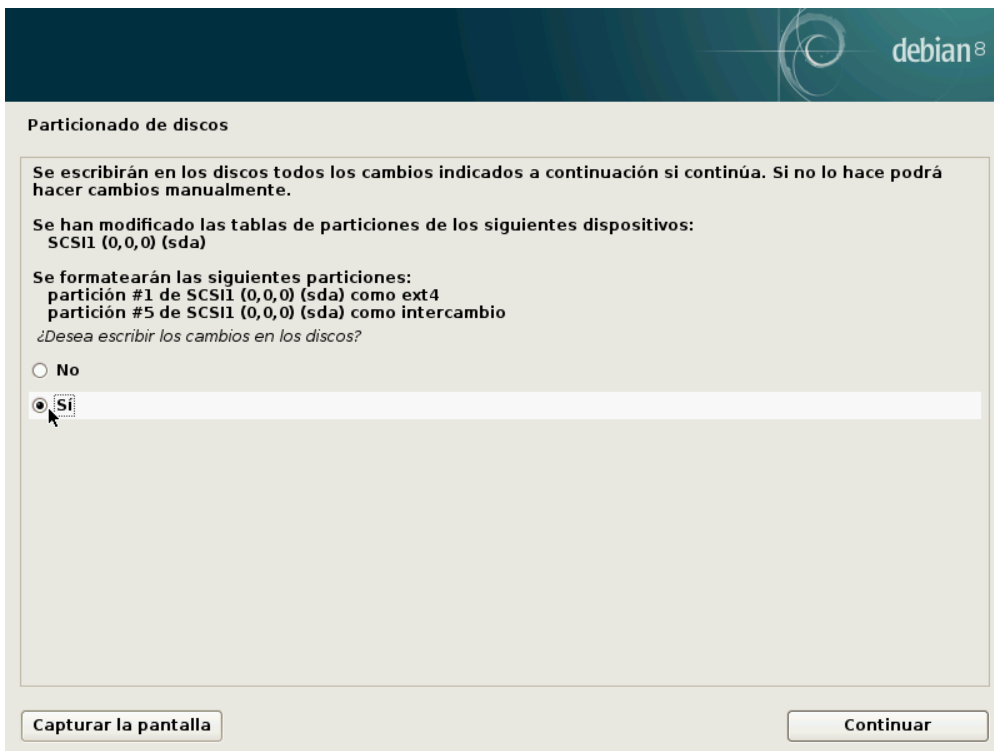 debian 8
Particionado de discos
Se escribirán en los discos todos los cambios indicados a continuación si continúa. Si no lo hace podrá
hacer cambios manualmente.
Se han modificado las tablas de particiones de los siguientes dispositivos:
SCSI1 (0,0,0) (sda)
Se formatearán las siguientes particiones:
partición #1 de SCSI1 (0,0,0) (sda) como ext4
partición #5 de SCSI1 (0,0,0) (sda) como intercambio
¿Desea escribir los cambios en los discos?
No
Sí
Capturar la pantalla
Continuar